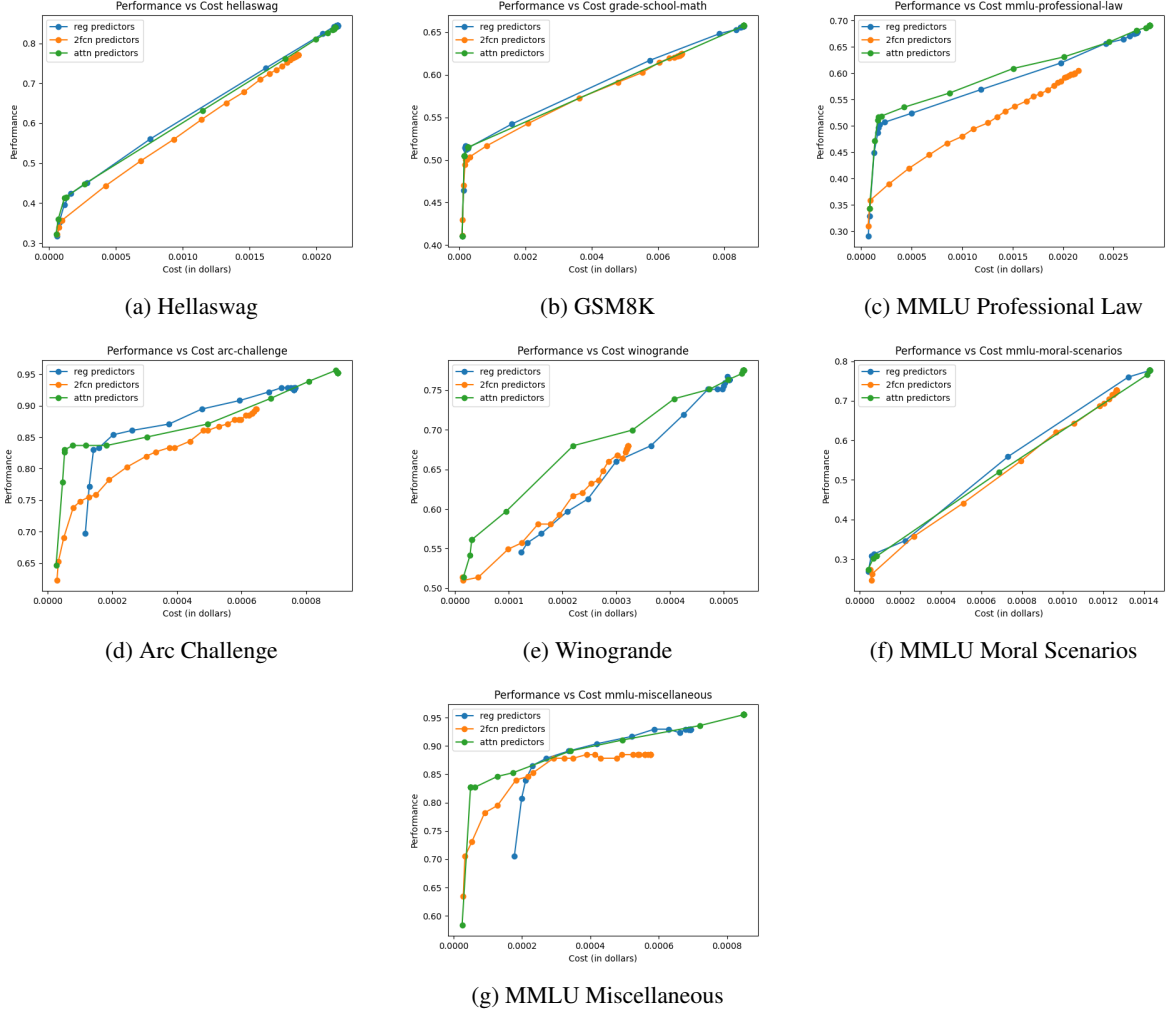 Performance vs Cost hellaswag
reg predictors
2fcn predictors
attn predictors
Performance
0.8
0.7
0.6
0.5
0.4
0.3
0.0000 0.0005 0.0010 0.0015 0.0020
Cost (in dollars)
(a) Hellaswag
Performance vs Cost grade-school-math
reg predictors
2fcn predictors
attn predictors
Performance
0.65
0.60
0.55
0.50
0.45
0.40
0.000 0.002 0.004 0.006 0.008
Cost (in dollars)
(b) GSM8K
Performance vs Cost mmlu-professional-law
reg predictors
2fcn predictors
attn predictors
Performance
0.70
0.65
0.60
0.55
0.50
0.45
0.40
0.35
0.30
0.0000 0.0005 0.0010 0.0015 0.0020 0.0025
Cost (in dollars)
(c) MMLU Professional Law
Performance vs Cost arc-challenge
reg predictors
2fcn predictors
attn predictors
Performance
0.95
0.90
0.85
0.80
0.75
0.70
0.65
0.0000 0.0002 0.0004 0.0006 0.0008
Cost (in dollars)
(d) Arc Challenge
Performance vs Cost winogrande
reg predictors
2fcn predictors
attn predictors
Performance
0.75
0.70
0.65
0.60
0.55
0.50
0.0000 0.0001 0.0002 0.0003 0.0004 0.0005
Cost (in dollars)
(e) Winogrande
Performance vs Cost mmlu-moral-scenarios
reg predictors
2fcn predictors
attn predictors
Performance
0.8
0.7
0.6
0.5
0.4
0.3
0.0000 0.0002 0.0004 0.0006 0.0008 0.0010 0.0012 0.0014
Cost (in dollars)
(f) MMLU Moral Scenarios
Performance vs Cost mmlu-miscellaneous
reg predictors
2fcn predictors
attn predictors
Performance
0.95
0.90
0.85
0.80
0.75
0.70
0.65
0.60
0.0000 0.0002 0.0004 0.0006 0.0008
Cost (in dollars)
(g) MMLU Miscellaneous